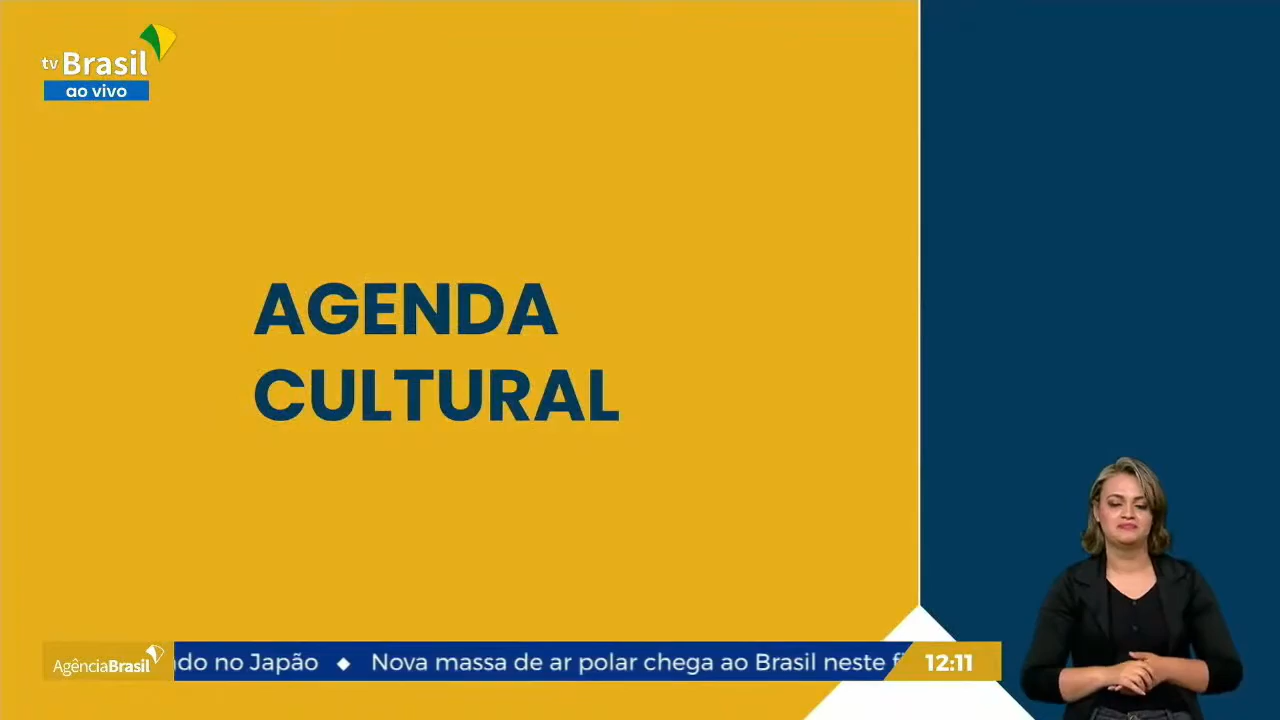 tv Brasil
ao vivo
AGENDA
CULTURAL
AgênciaBrasil
do no Japão ◆ Nova massa de ar polar chega ao Brasil neste
12:11